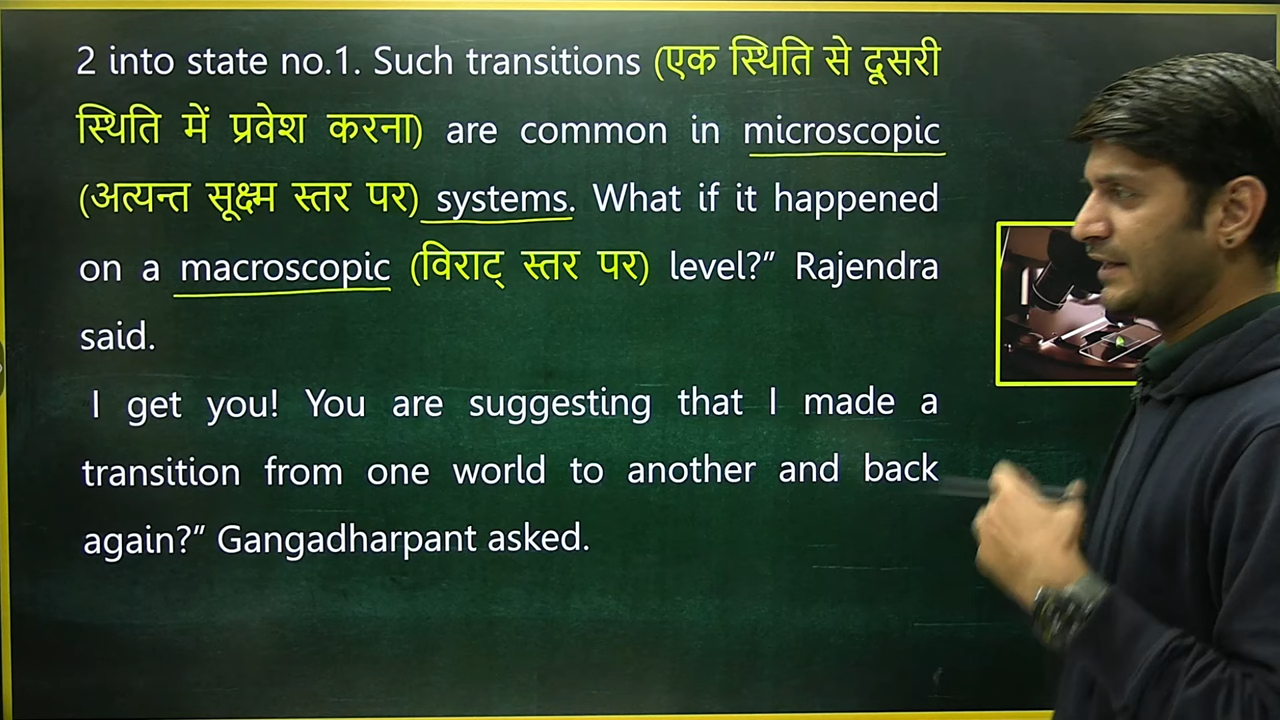 2 into state no.1. Such transitions (एक स्थिति से दूसरी
स्थिति में प्रवेश करना) are common in microscopic
(अत्यन्त सूक्ष्म स्तर पर) systems. What if it happened
on a macroscopic (विराट् स्तर पर) level?” Rajendra
said.
I get you! You are suggesting that I made a
transition from one world to another and back
again?” Gangadharpant asked.